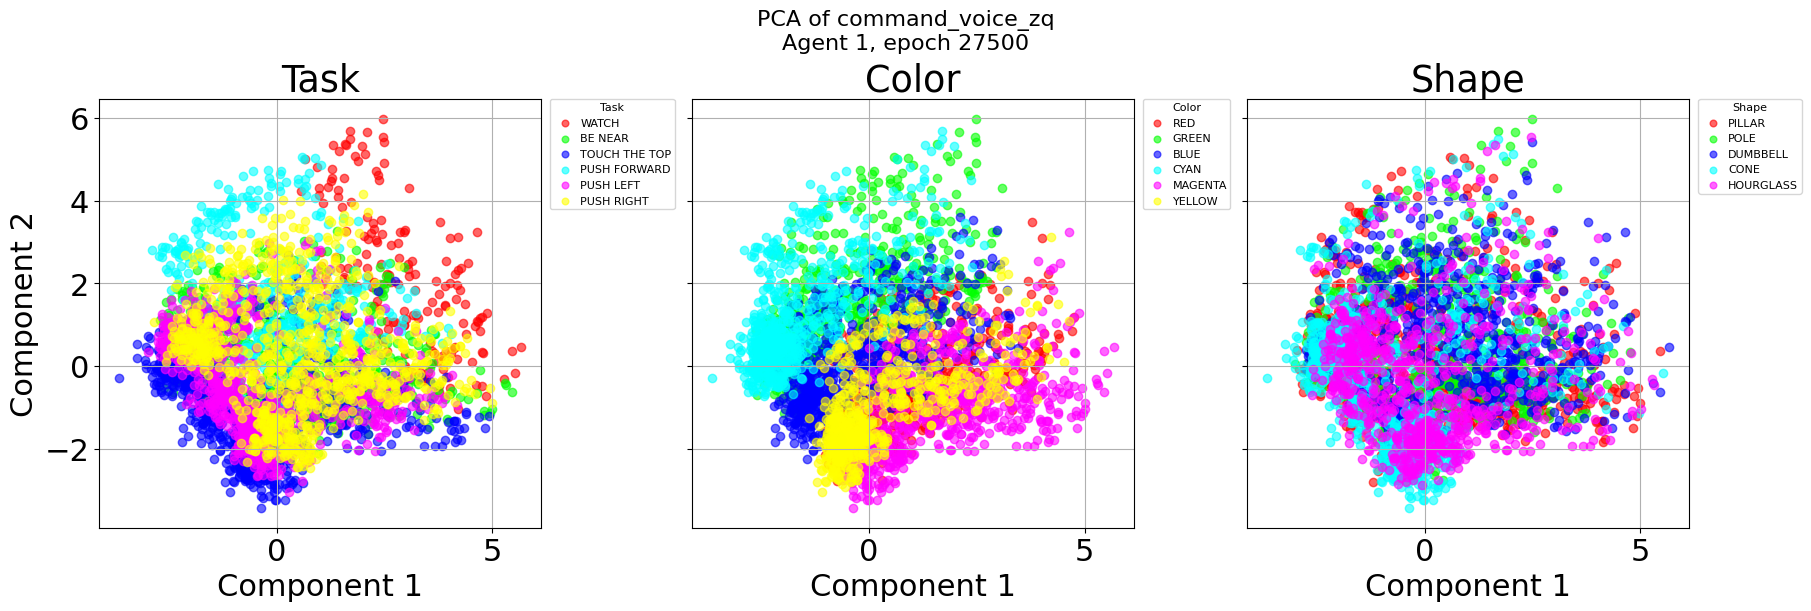 PCA of command_voice_zq
Agent 1, epoch 27500
Task
Color
Shape
Task
WATCH
BE NEAR
TOUCH THE TOP
PUSH FORWARD
PUSH LEFT
PUSH RIGHT
Color
RED
GREEN
BLUE
CYAN
MAGENTA
YELLOW
Shape
PILLAR
POLE
DUMBBELL
CONE
HOURGLASS
Component 2
6
4
2
0
−2
0
5
0
5
0
5
Component 1
Component 1
Component 1